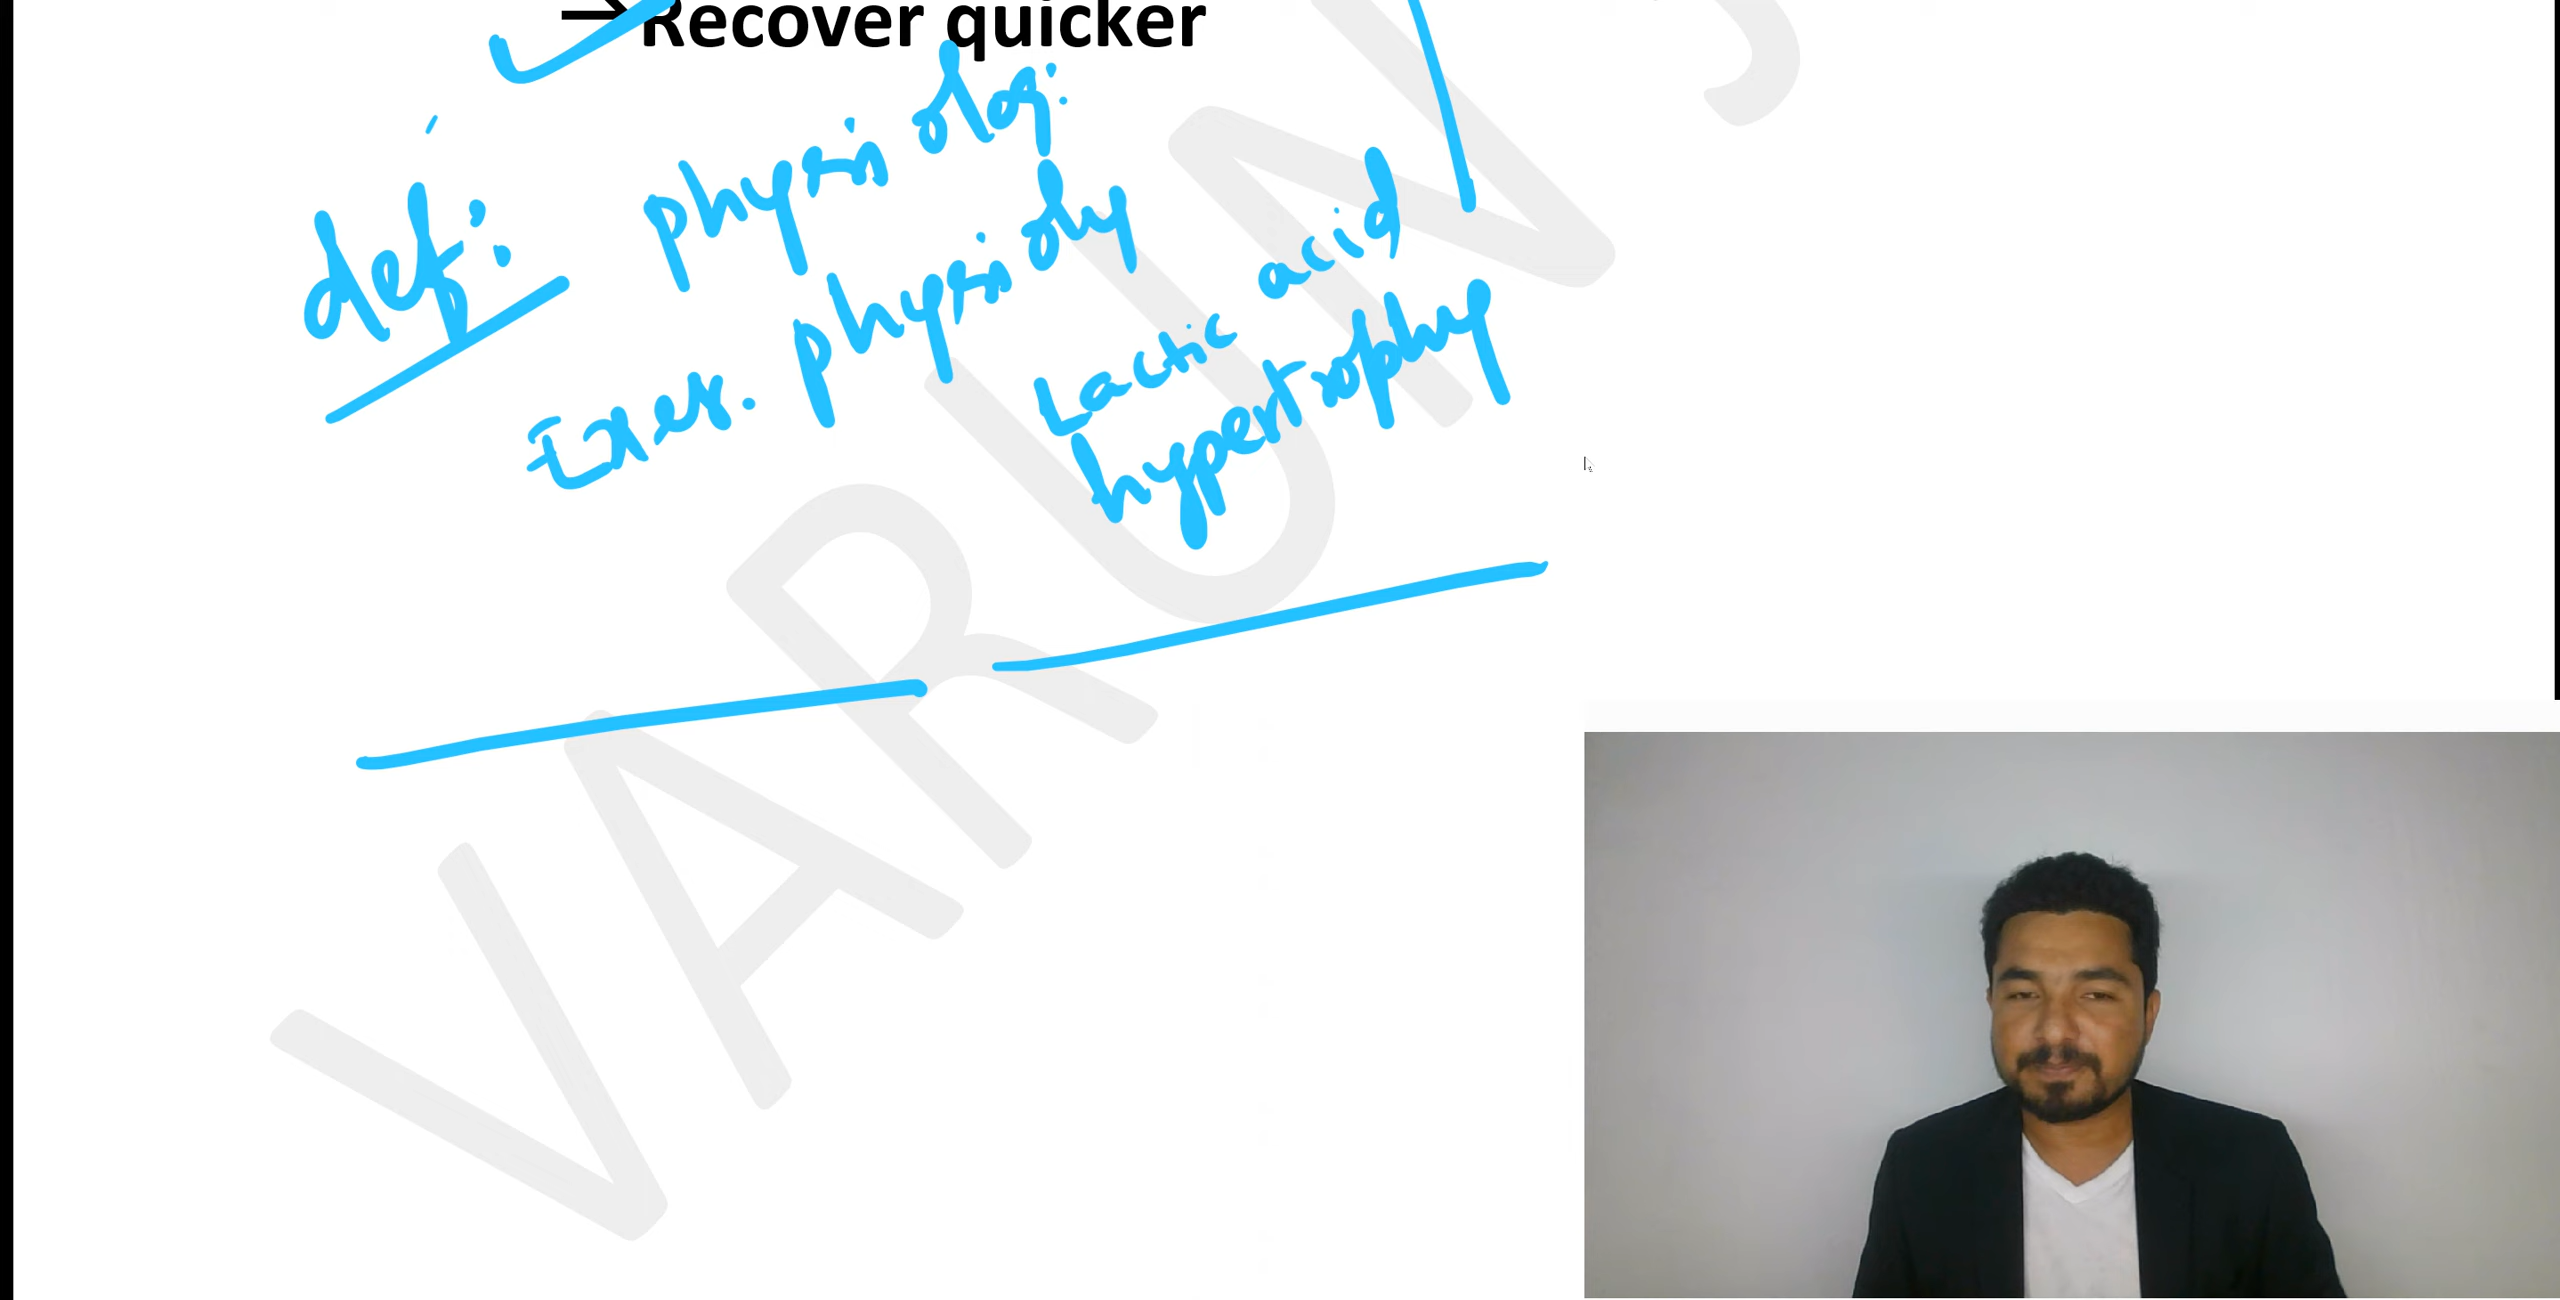 →Recover quicker
def: physiolog:
Exer. physioly
Lactic acid
hypertrophy
VARUN